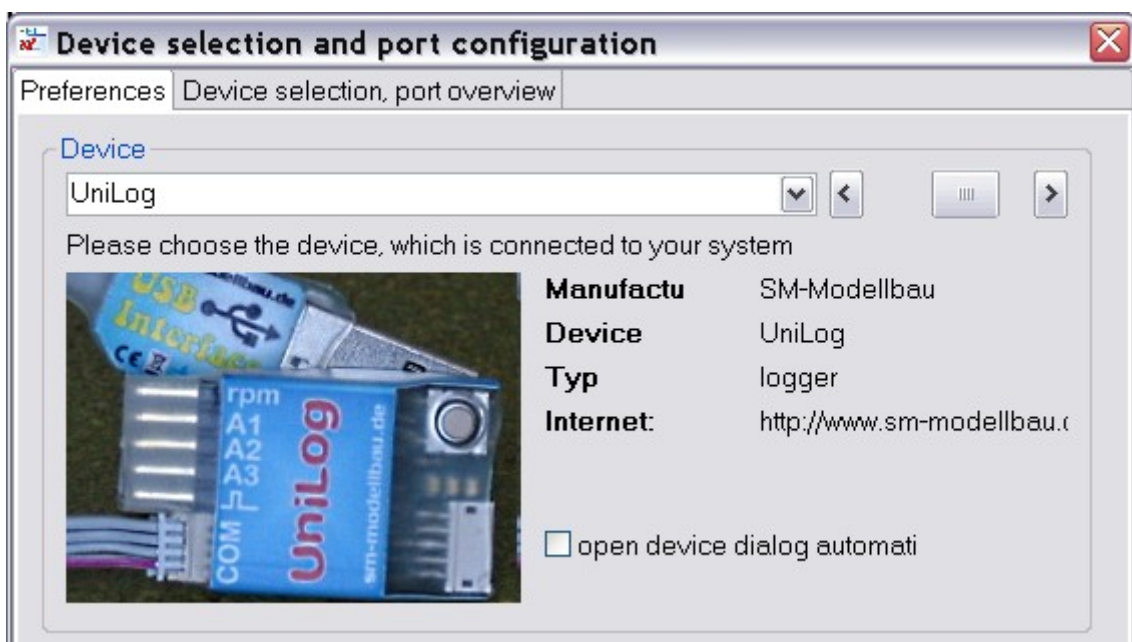 Device selection and port configuration
Preferences Device selection, port overview
Device
UniLog
Please choose the device, which is connected to your system
Manufactu SM-Modellbau
Device UniLog
Typ logger
Internet: http://www.sm-modellbau.
open device dialog automati
USB
Interface
CE
rpm
A1
A2
A3
COM
UniLog
sm-modellbau.de